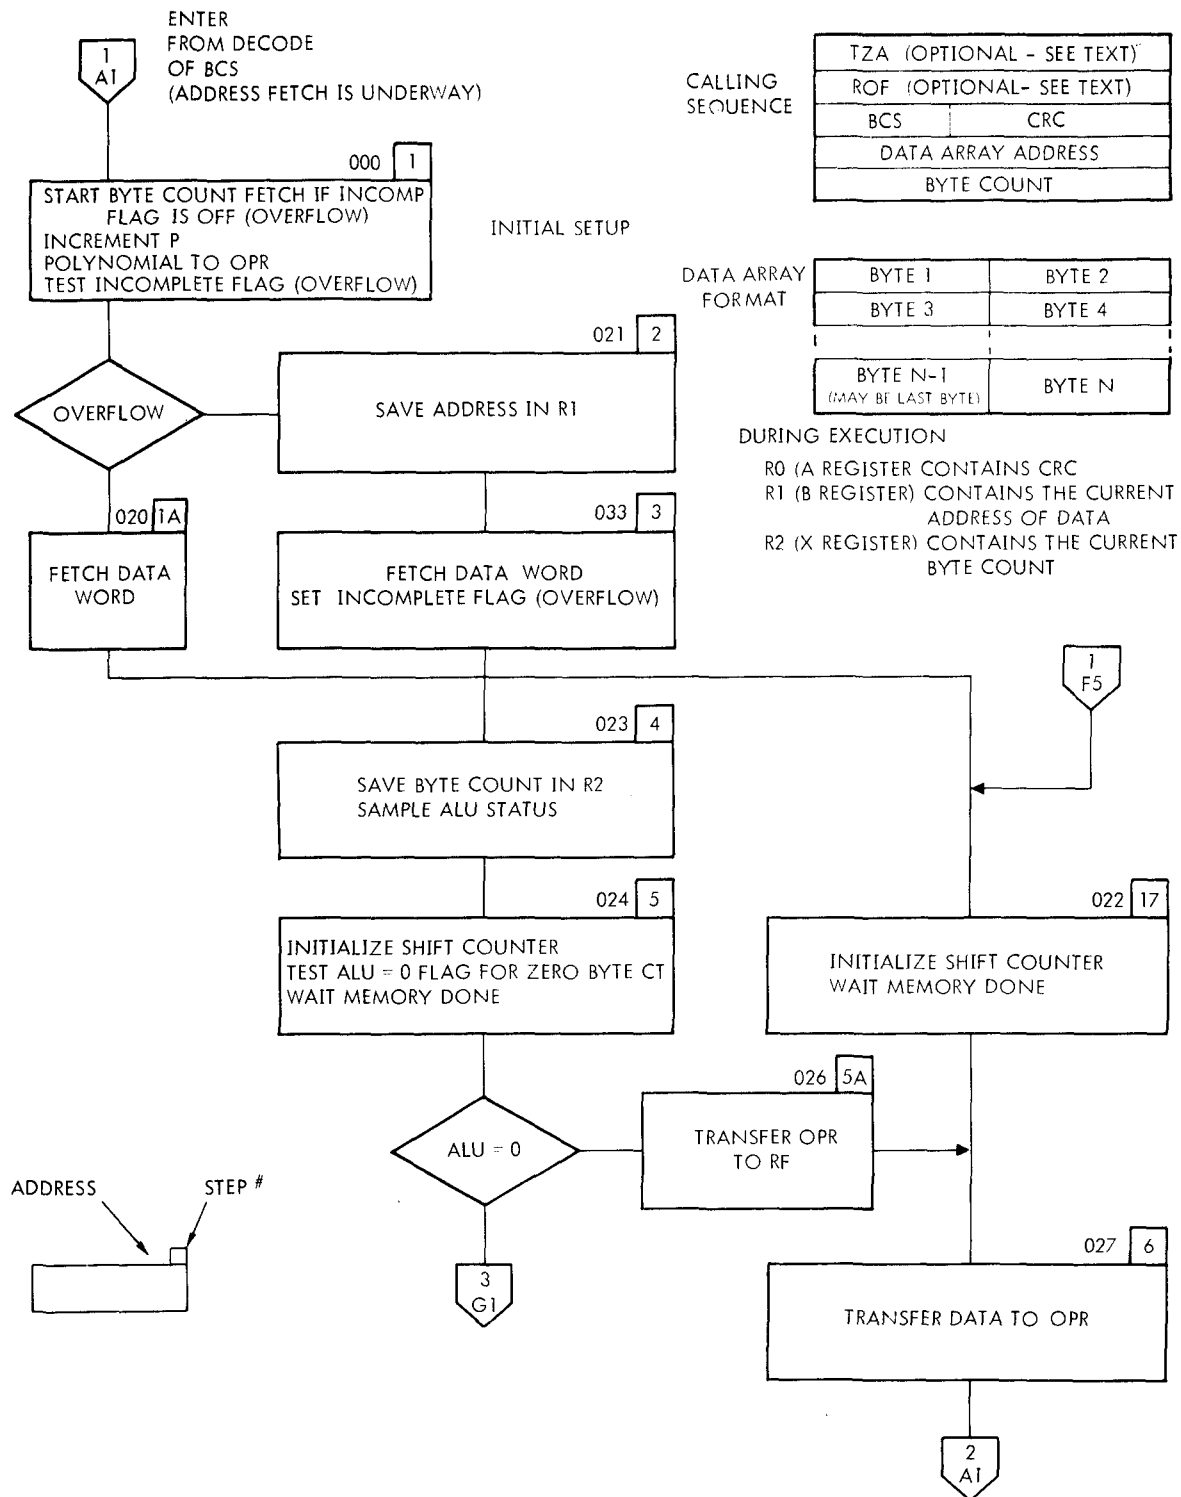 1
A1
ENTER
FROM DECODE
OF BCS
(ADDRESS FETCH IS UNDERWAY)
CALLING
SEQUENCE
TZA (OPTIONAL - SEE TEXT)
ROF (OPTIONAL- SEE TEXT)
BCS CRC
DATA ARRAY ADDRESS
BYTE COUNT
000 1
START BYTE COUNT FETCH IF INCOMP
FLAG IS OFF (OVERFLOW)
INCREMENT P
POLYNOMIAL TO OPR
TEST INCOMPLETE FLAG (OVERFLOW)
INITIAL SETUP
DATA ARRAY
FORMAT
BYTE 1 BYTE 2
BYTE 3 BYTE 4
BYTE N-1
(MAY BE LAST BYTE)
BYTE N
OVERFLOW
021 2
SAVE ADDRESS IN R1
DURING EXECUTION
R0 (A REGISTER CONTAINS CRC
R1 (B REGISTER) CONTAINS THE CURRENT
ADDRESS OF DATA
R2 (X REGISTER) CONTAINS THE CURRENT
BYTE COUNT
020 1A
FETCH DATA
WORD
033 3
FETCH DATA WORD
SET INCOMPLETE FLAG (OVERFLOW)
1
F5
023 4
SAVE BYTE COUNT IN R2
SAMPLE ALU STATUS
024 5
INITIALIZE SHIFT COUNTER
TEST ALU = 0 FLAG FOR ZERO BYTE CT
WAIT MEMORY DONE
022 17
INITIALIZE SHIFT COUNTER
WAIT MEMORY DONE
ALU = 0
026 5A
TRANSFER OPR
TO RF
ADDRESS STEP #
3
G1
027 6
TRANSFER DATA TO OPR
2
A1